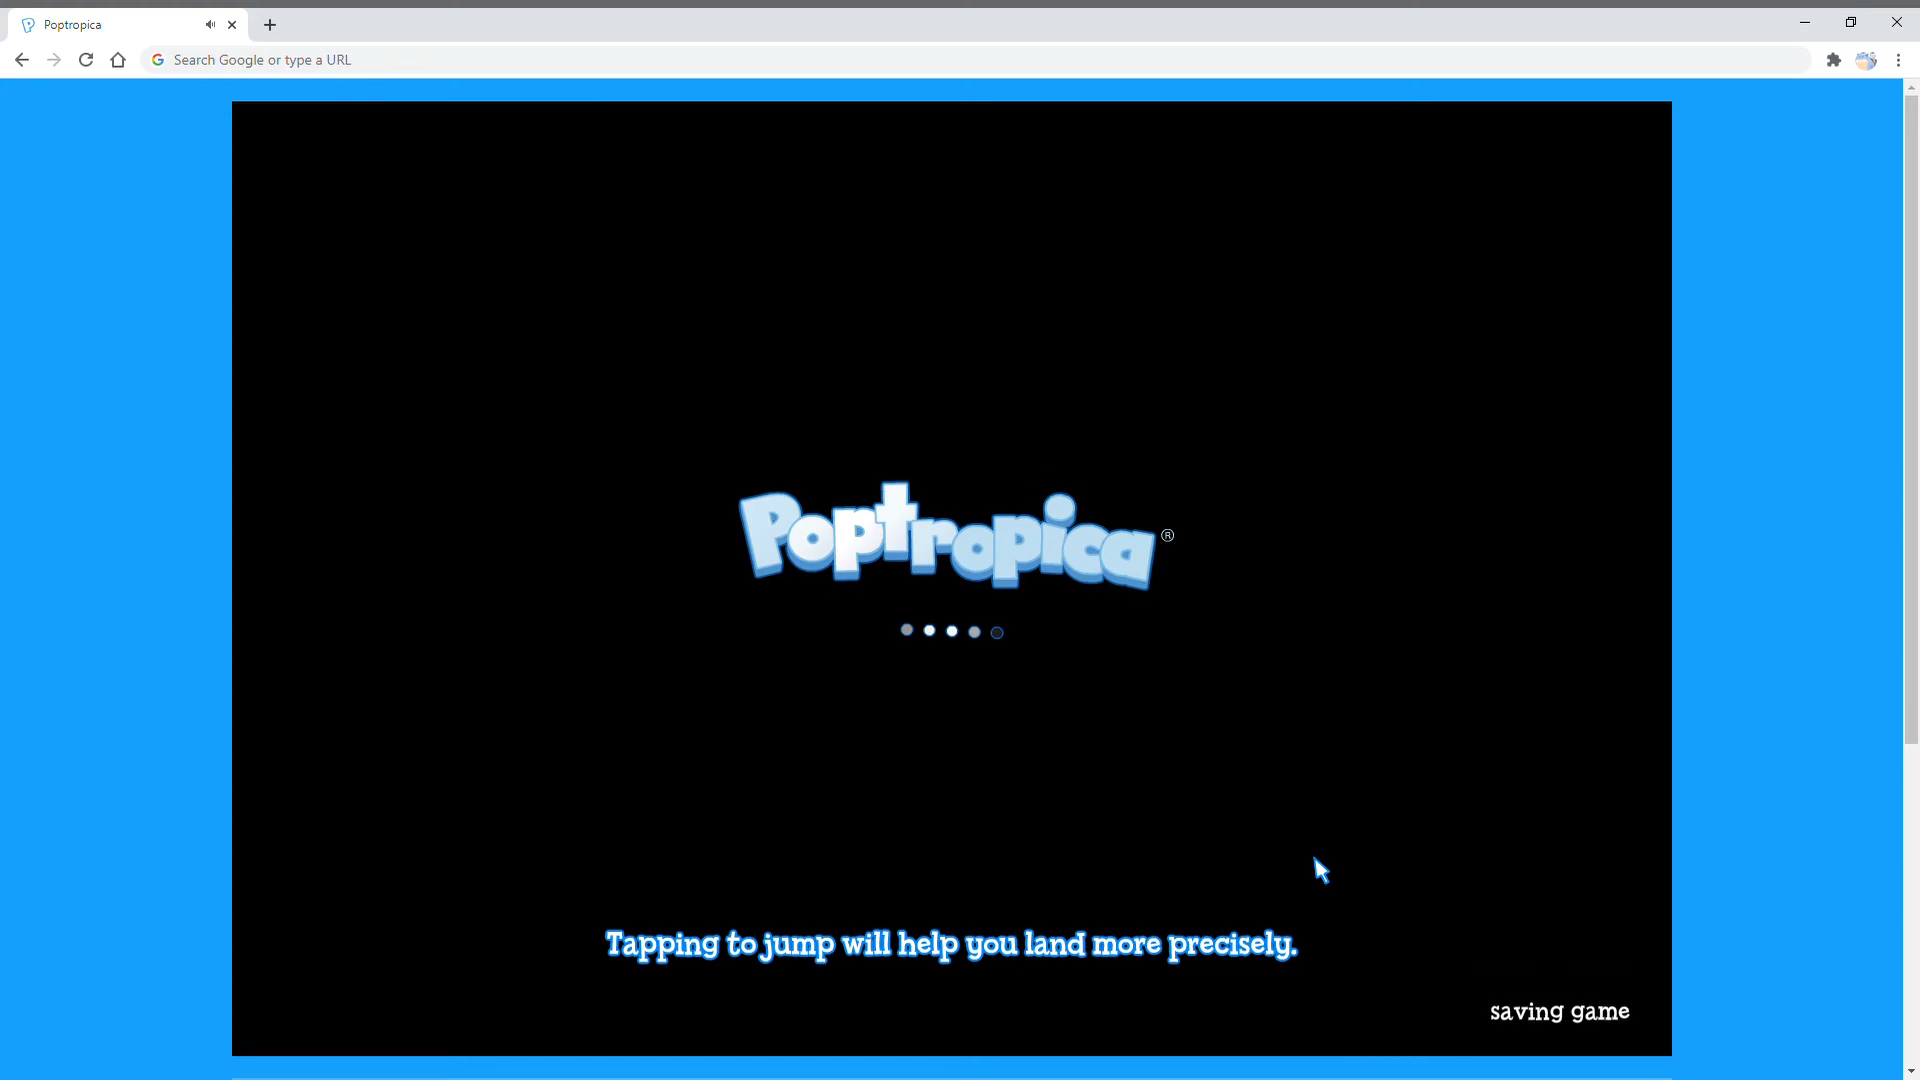 Poptropica
Search Google or type a URL
Poptropica®
Tapping to jump will help you land more precisely.
saving game